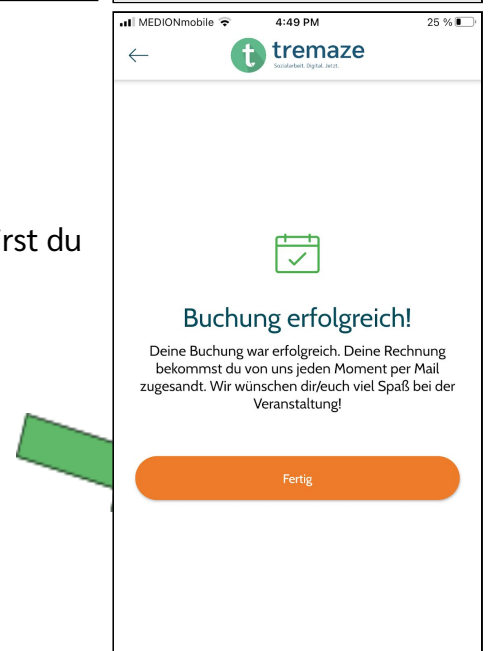 MEDIONmobile 4:49 PM 25 %
tremaze
Sozialarbeit. Digital. Jetzt.
rst du
Buchung erfolgreich!
Deine Buchung war erfolgreich. Deine Rechnung
bekommst du von uns jeden Moment per Mail
zugesandt. Wir wünschen dir/euch viel Spaß bei der
Veranstaltung!
Fertig